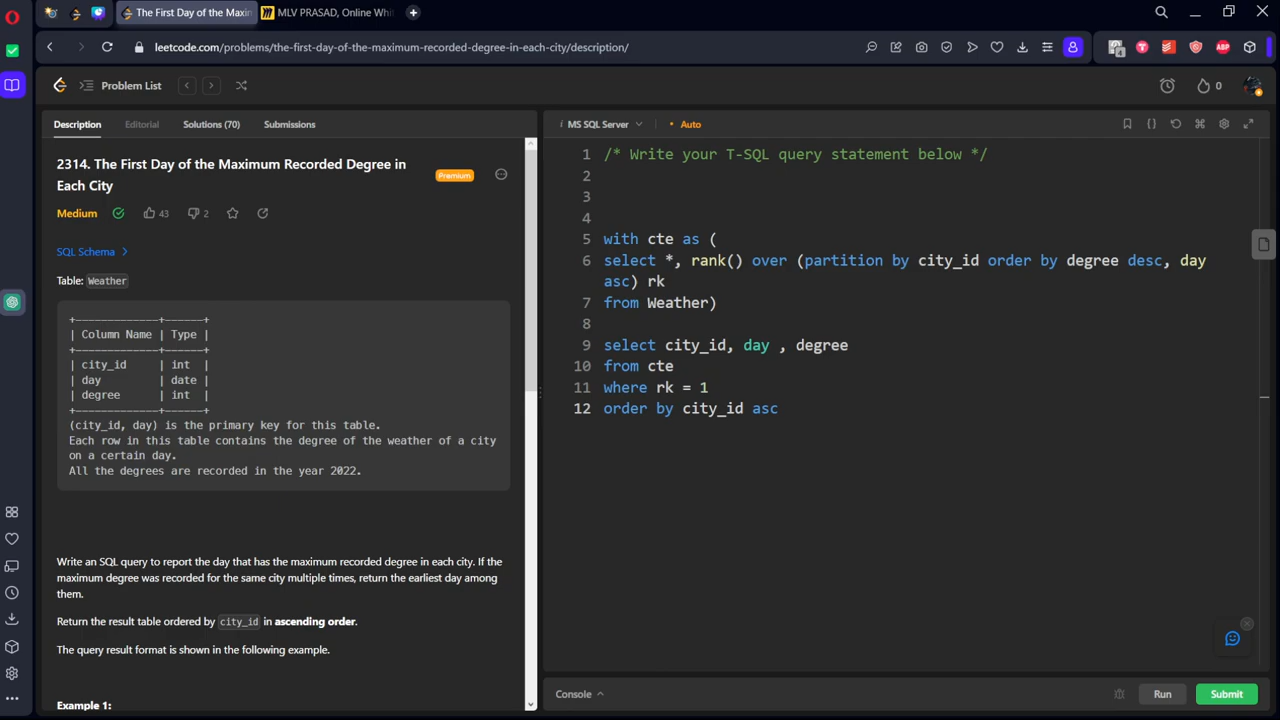 The First Day of the Maxin
MLV PRASAD, Online Whi
leetcode.com/problems/the-first-day-of-the-maximum-recorded-degree-in-each-city/description/
4
ABP
Problem List
0
Description
Editorial
Solutions (70)
Submissions
i MS SQL Server
• Auto
2314. The First Day of the Maximum Recorded Degree in
Each City
Premium
Medium
43
2
SQL Schema >
Table: Weather
+-------------+------+
| Column Name | Type |
+-------------+------+
| city_id     | int  |
| day         | date |
| degree      | int  |
+-------------+------+
(city_id, day) is the primary key for this table.
Each row in this table contains the degree of the weather of a city
on a certain day.
All the degrees are recorded in the year 2022.
Write an SQL query to report the day that has the maximum recorded degree in each city. If the
maximum degree was recorded for the same city multiple times, return the earliest day among
them.
Return the result table ordered by city_id in ascending order.
The query result format is shown in the following example.
Example 1:
1 /* Write your T-SQL query statement below */
2
3
4
5 with cte as (
6 select *, rank() over (partition by city_id order by degree desc, day
asc) rk
7 from Weather)
8
9 select city_id, day , degree
10 from cte
11 where rk = 1
12 order by city_id asc
Console
Run
Submit